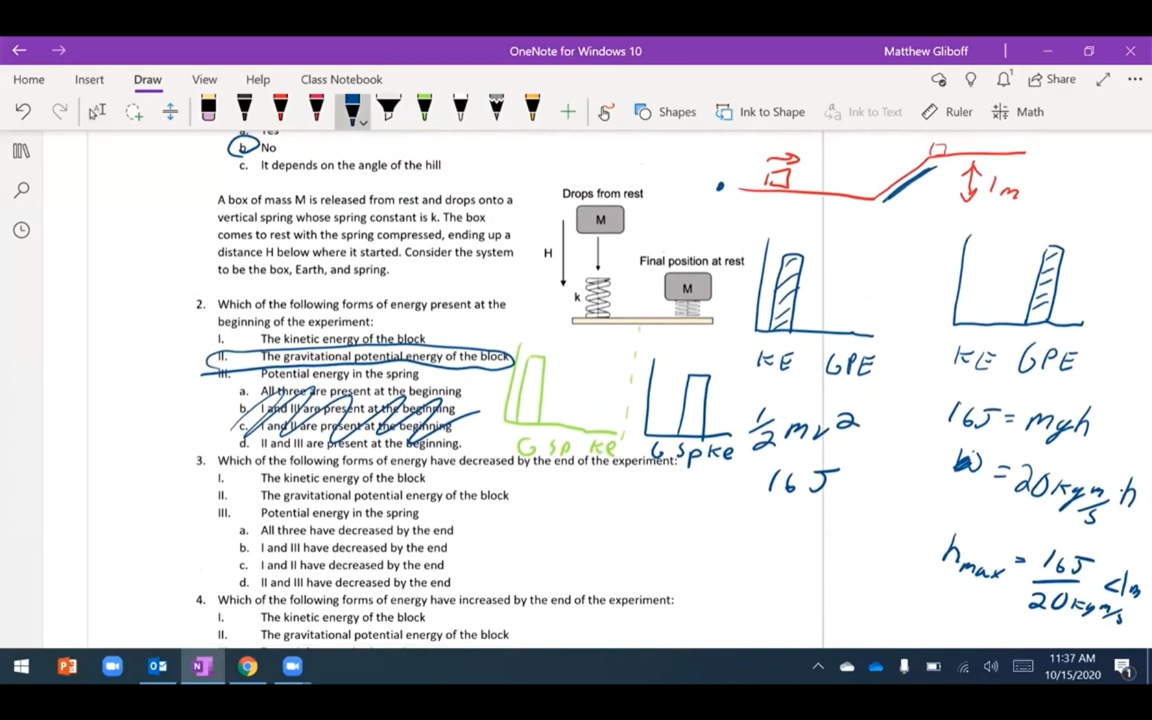 OneNote for Windows 10
Matthew Gliboff
Home Insert Draw View Help Class Notebook
Share
Shapes Ink to Shape Ink to Text Ruler Math
a. Yes
b. No
c. It depends on the angle of the hill
1m
A box of mass M is released from rest and drops onto a
vertical spring whose spring constant is k. The box
comes to rest with the spring compressed, ending up a
distance H below where it started. Consider the system
to be the box, Earth, and spring.
Drops from rest
M
H
Final position at rest
k
M
KE GPE
KE GPE
2. Which of the following forms of energy present at the
beginning of the experiment:
I. The kinetic energy of the block
II. The gravitational potential energy of the block
III. Potential energy in the spring
a. All three are present at the beginning
b. I and III are present at the beginning
c. I and II are present at the beginning
d. II and III are present at the beginning.
G SP KE
G SP KE
1/2 mv2
16J
16J = mgh
= 20 kg m/s h
hmax = 16J / 20 kg m/s < 1m
3. Which of the following forms of energy have decreased by the end of the experiment:
I. The kinetic energy of the block
II. The gravitational potential energy of the block
III. Potential energy in the spring
a. All three have decreased by the end
b. I and III have decreased by the end
c. I and II have decreased by the end
d. II and III have decreased by the end
4. Which of the following forms of energy have increased by the end of the experiment:
I. The kinetic energy of the block
II. The gravitational potential energy of the block
11:37 AM
10/15/2020